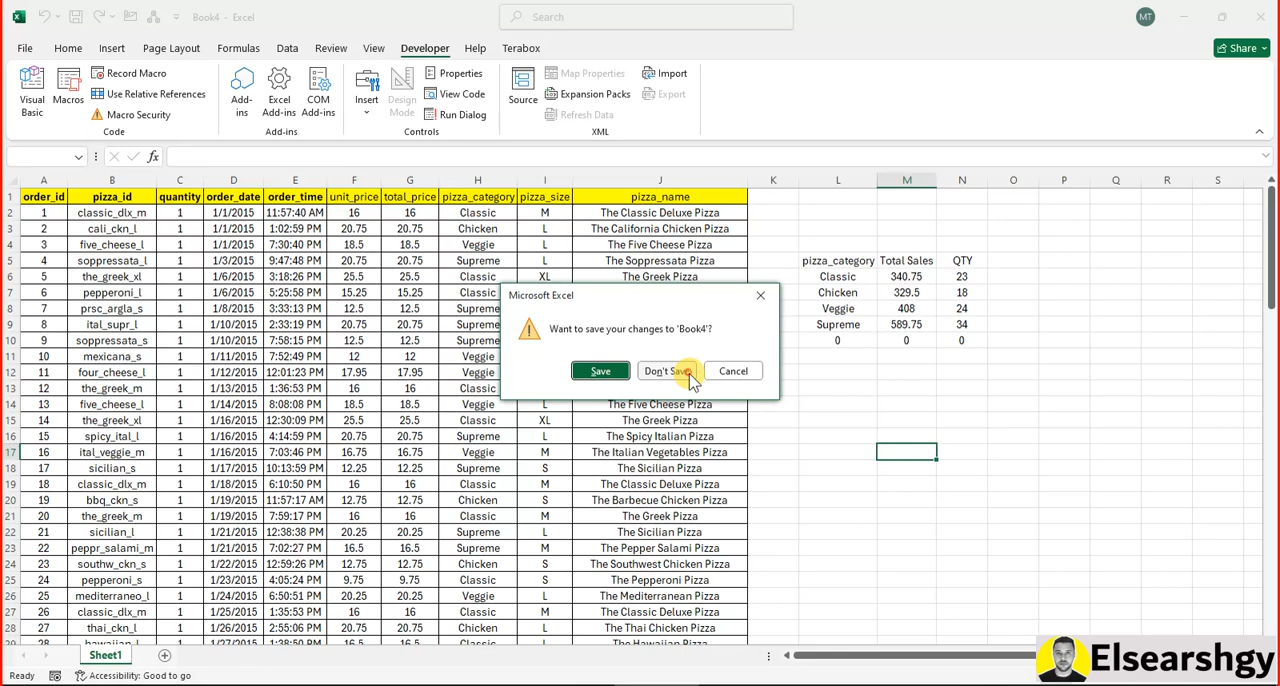 Book4 - Excel
Search
MT
File Home Insert Page Layout Formulas Data Review View Developer Help Terabox
Share
Visual Basic
Macros
Record Macro
Use Relative References
Macro Security
Code
Add-ins
Excel Add-ins
COM Add-ins
Add-ins
Insert
Design Mode
Properties
View Code
Run Dialog
Controls
Source
Map Properties
Expansion Packs
Refresh Data
Import
Export
XML
fx
A B C D E F G H I J K L M N O P Q R S
1 order_id pizza_id quantity order_date order_time unit_price total_price pizza_category pizza_size pizza_name
2 1 classic_dlx_m 1 1/1/2015 11:57:40 AM 16 16 Classic M The Classic Deluxe Pizza
3 2 cali_ckn_l 1 1/1/2015 1:02:59 PM 20.75 20.75 Chicken L The California Chicken Pizza
4 3 five_cheese_l 1 1/1/2015 7:30:40 PM 18.5 18.5 Veggie L The Five Cheese Pizza
5 4 soppressata_l 1 1/3/2015 9:47:48 PM 20.75 20.75 Supreme L The Soppressata Pizza pizza_category Total Sales QTY
6 5 the_greek_xl 1 1/6/2015 3:18:26 PM 25.5 25.5 Classic XL The Greek Pizza Classic 340.75 23
7 6 pepperoni_l 1 1/6/2015 5:25:58 PM 15.25 15.25 Classic Chicken 329.5 18
8 7 prsc_argla_s 1 1/8/2015 3:33:13 PM 12.5 12.5 Supreme Veggie 408 24
9 8 ital_supr_l 1 1/10/2015 2:33:19 PM 20.75 20.75 Supreme Supreme 589.75 34
10 9 soppressata_s 1 1/10/2015 7:58:15 PM 12.5 12.5 Supreme 0 0 0
11 10 mexicana_s 1 1/11/2015 7:52:49 PM 12 12 Veggie
12 11 four_cheese_l 1 1/12/2015 12:01:23 PM 17.95 17.95 Veggie
13 12 the_greek_m 1 1/13/2015 1:36:53 PM 16 16 Classic
14 13 five_cheese_l 1 1/14/2015 8:08:08 PM 18.5 18.5 Veggie L The Five Cheese Pizza
15 14 the_greek_xl 1 1/16/2015 12:30:09 PM 25.5 25.5 Classic XL The Greek Pizza
16 15 spicy_ital_l 1 1/16/2015 4:14:59 PM 20.75 20.75 Supreme L The Spicy Italian Pizza
17 16 ital_veggie_m 1 1/16/2015 7:03:46 PM 16.75 16.75 Veggie M The Italian Vegetables Pizza
18 17 sicilian_s 1 1/17/2015 10:13:59 PM 12.25 12.25 Supreme S The Sicilian Pizza
19 18 classic_dlx_m 1 1/18/2015 6:10:50 PM 16 16 Classic M The Classic Deluxe Pizza
20 19 bbq_ckn_s 1 1/19/2015 11:57:17 AM 12.75 12.75 Chicken S The Barbecue Chicken Pizza
21 20 the_greek_m 1 1/19/2015 7:59:17 PM 16 16 Classic M The Greek Pizza
22 21 sicilian_l 1 1/21/2015 12:38:38 PM 20.25 20.25 Supreme L The Sicilian Pizza
23 22 peppr_salami_m 1 1/21/2015 7:02:27 PM 16.5 16.5 Supreme M The Pepper Salami Pizza
24 23 southw_ckn_s 1 1/22/2015 12:59:26 PM 12.75 12.75 Chicken S The Southwest Chicken Pizza
25 24 pepperoni_s 1 1/23/2015 4:05:24 PM 9.75 9.75 Classic S The Pepperoni Pizza
26 25 mediterraneo_l 1 1/24/2015 6:50:51 PM 20.25 20.25 Veggie L The Mediterranean Pizza
27 26 classic_dlx_m 1 1/25/2015 1:35:53 PM 16 16 Classic M The Classic Deluxe Pizza
28 27 thai_ckn_l 1 1/26/2015 2:55:06 PM 20.75 20.75 Chicken L The Thai Chicken Pizza
29 28 hawaiian_l 1 1/27/2015 1:38:50 PM 16.5 16.5 Classic L The Hawaiian Pizza
Microsoft Excel
Want to save your changes to 'Book4'?
Save Don't Save Cancel
Sheet1
Ready Accessibility: Good to go
Elsearshgy